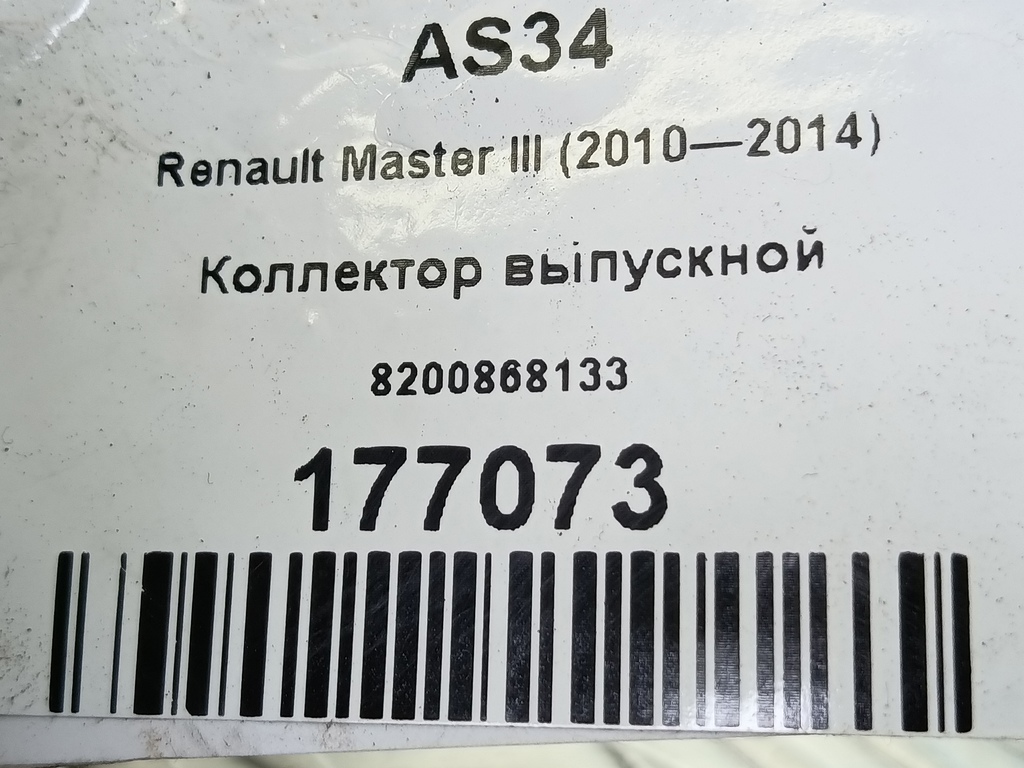 AS34
Renault Master III (2010—2014)
Коллектор выпускной
8200868133
177073